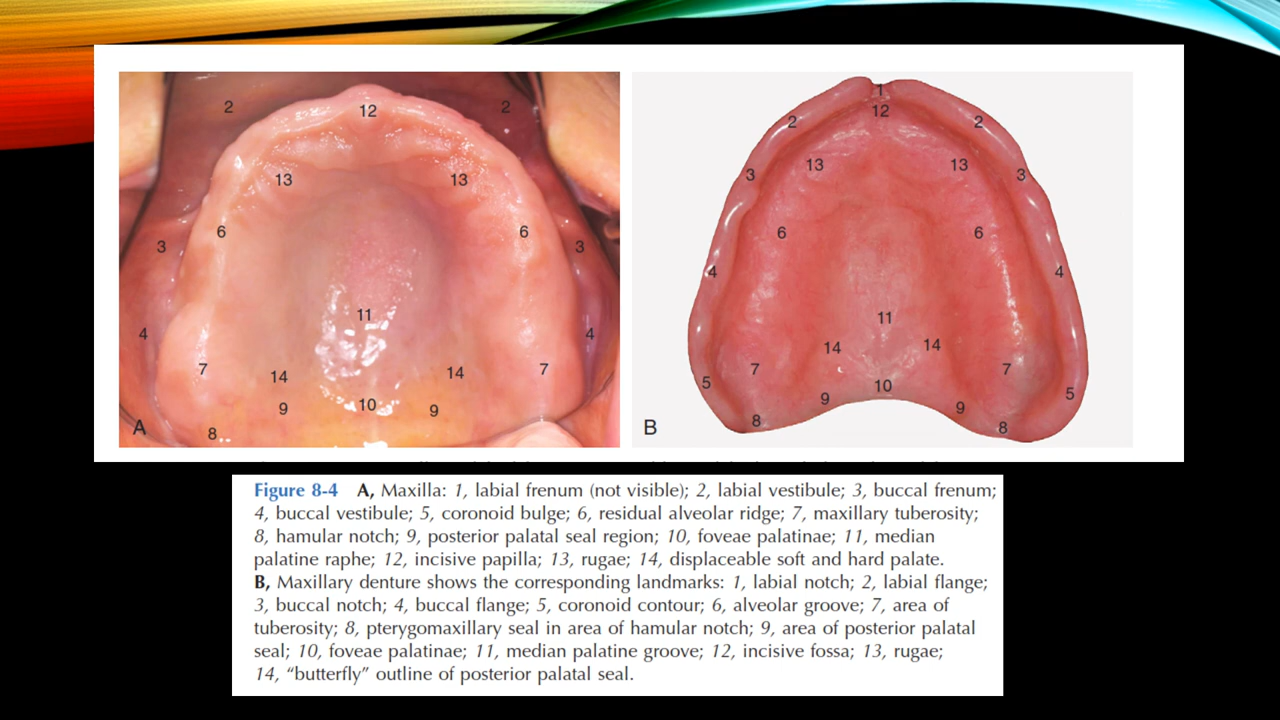 2 12 2
13 13
6 6
3 3
11
4 4
7 7
14 14
9 10 9
A 8
1
12
2 2
13 13
3 3
6 6
4 4
11
14 14
7 7
5 10 5
9 9
B 8 8
Figure 8-4 A, Maxilla: 1, labial frenum (not visible); 2, labial vestibule; 3, buccal frenum;
4, buccal vestibule; 5, coronoid bulge; 6, residual alveolar ridge; 7, maxillary tuberosity;
8, hamular notch; 9, posterior palatal seal region; 10, foveae palatinae; 11, median
palatine raphe; 12, incisive papilla; 13, rugae; 14, displaceable soft and hard palate.
B, Maxillary denture shows the corresponding landmarks: 1, labial notch; 2, labial flange;
3, buccal notch; 4, buccal flange; 5, coronoid contour; 6, alveolar groove; 7, area of
tuberosity; 8, pterygomaxillary seal in area of hamular notch; 9, area of posterior palatal
seal; 10, foveae palatinae; 11, median palatine groove; 12, incisive fossa; 13, rugae;
14, “butterfly” outline of posterior palatal seal.